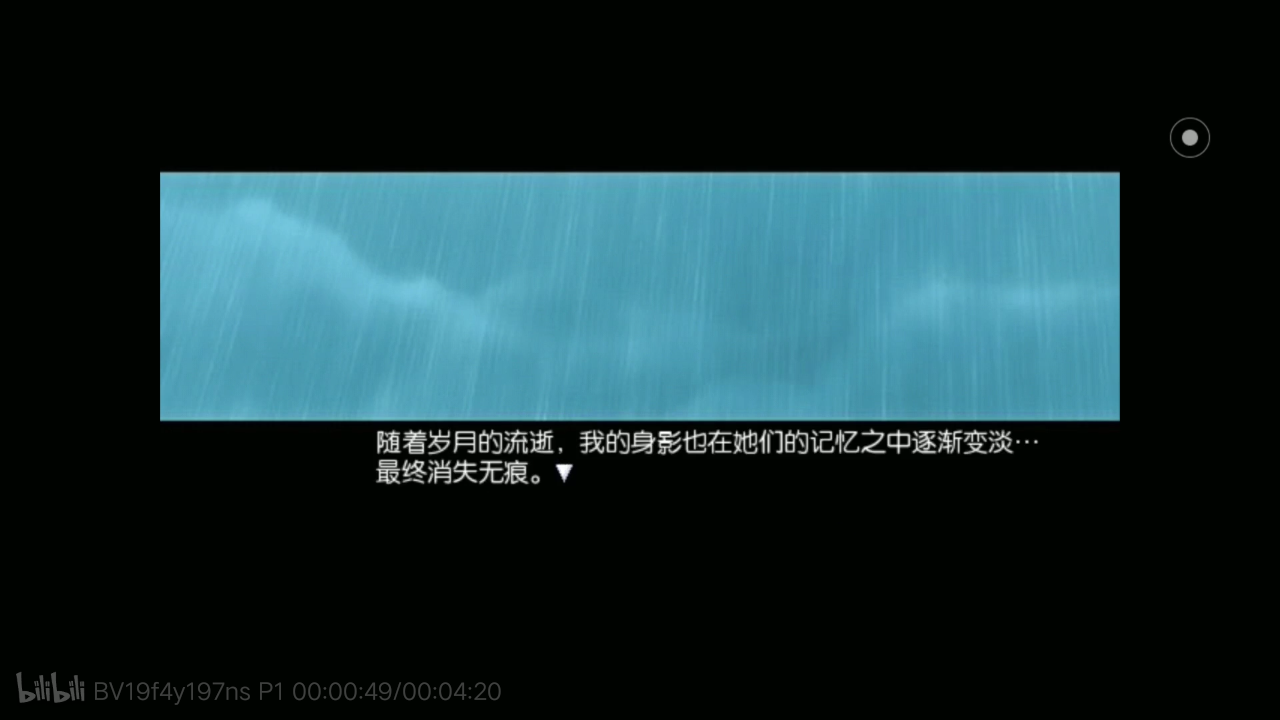 随着岁月的流逝，我的身影也在她们的记忆之中逐渐变淡…
最终消失无痕。
bilibili BV19f4y197ns P1 00:00:49/00:04:20